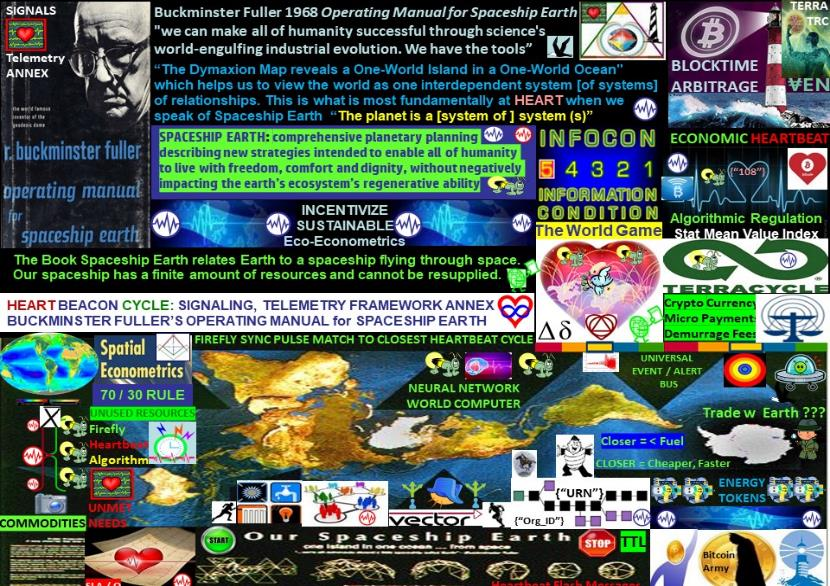 SIGNALS
Telemetry
ANNEX
r. buckminster fuller
operating manual
for
spaceship earth
Buckminster Fuller 1968 Operating Manual for Spaceship Earth
"we can make all of humanity successful through science's
world-engulfing industrial evolution. We have the tools”
“The Dymaxion Map reveals a One-World Island in a One-World Ocean”
which helps us to view the world as one interdependent system [of systems]
of relationships. This is what is most fundamentally at HEART when we
speak of Spaceship Earth “The planet is a [system of ] system (s)”
SPACESHIP EARTH: comprehensive planetary planning
describing new strategies intended to enable all of humanity
to live with freedom, comfort and dignity, without negatively
impacting the earth's ecosystem's regenerative ability
INCENTIVIZE
SUSTAINABLE
Eco-Econometrics
INFOCON
5 4 3 2 1
INFORMATION
CONDITION
The World Game
TERRA
TRC
BLOCKTIME
ARBITRAGE
¥EN
ECONOMIC HEARTBEAT
{“108”}
Algorithmic Regulation
Stat Mean Value Index
TERRACYCLE
The Book Spaceship Earth relates Earth to a spaceship flying through space.
Our spaceship has a finite amount of resources and cannot be resupplied.
HEART BEACON CYCLE: SIGNALING, TELEMETRY FRAMEWORK ANNEX
BUCKMINSTER FULLER’S OPERATING MANUAL for SPACESHIP EARTH
Δδ
Crypto Currency
Micro Payments
Demurrage Fees
FIREFLY SYNC PULSE MATCH TO CLOSEST HEARTBEAT CYCLE
Spatial
Econometrics
70 / 30 RULE
UNUSED RESOURCES
Firefly
Heartbeat
Algorithm
UNMET
NEEDS
COMMODITIES
NEURAL NETWORK
WORLD COMPUTER
UNIVERSAL
EVENT / ALERT
BUS
Trade w Earth ???
Closer = < Fuel
CLOSER = Cheaper, Faster
ENERGY
TOKENS
{“URN”}
{“Org_ID”}
vector
START
Our Spaceship Earth
one island in one ocean ... from space
STOP
TTL
Bitcoin
Army
Heartbeat Flash Messages